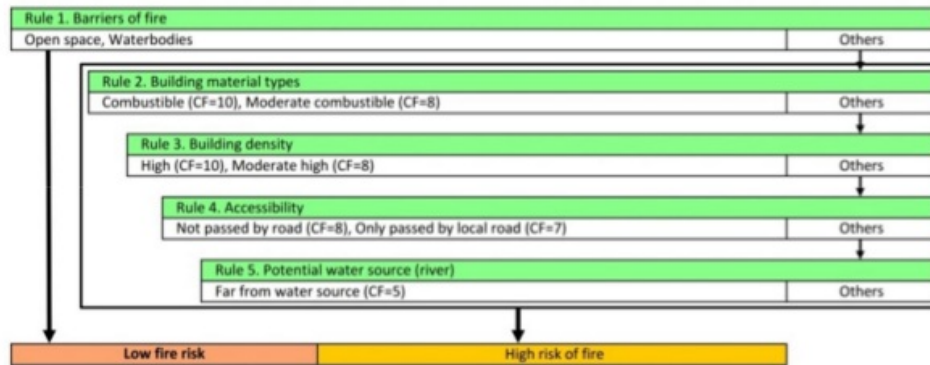 Rule 1. Barriers of fire
Open space, Waterbodies Others
Rule 2. Building material types
Combustible (CF=10), Moderate combustible (CF=8) Others
Rule 3. Building density
High (CF=10), Moderate high (CF=8) Others
Rule 4. Accessibility
Not passed by road (CF=8), Only passed by local road (CF=7) Others
Rule 5. Potential water source (river)
Far from water source (CF=5) Others
Low fire risk High risk of fire